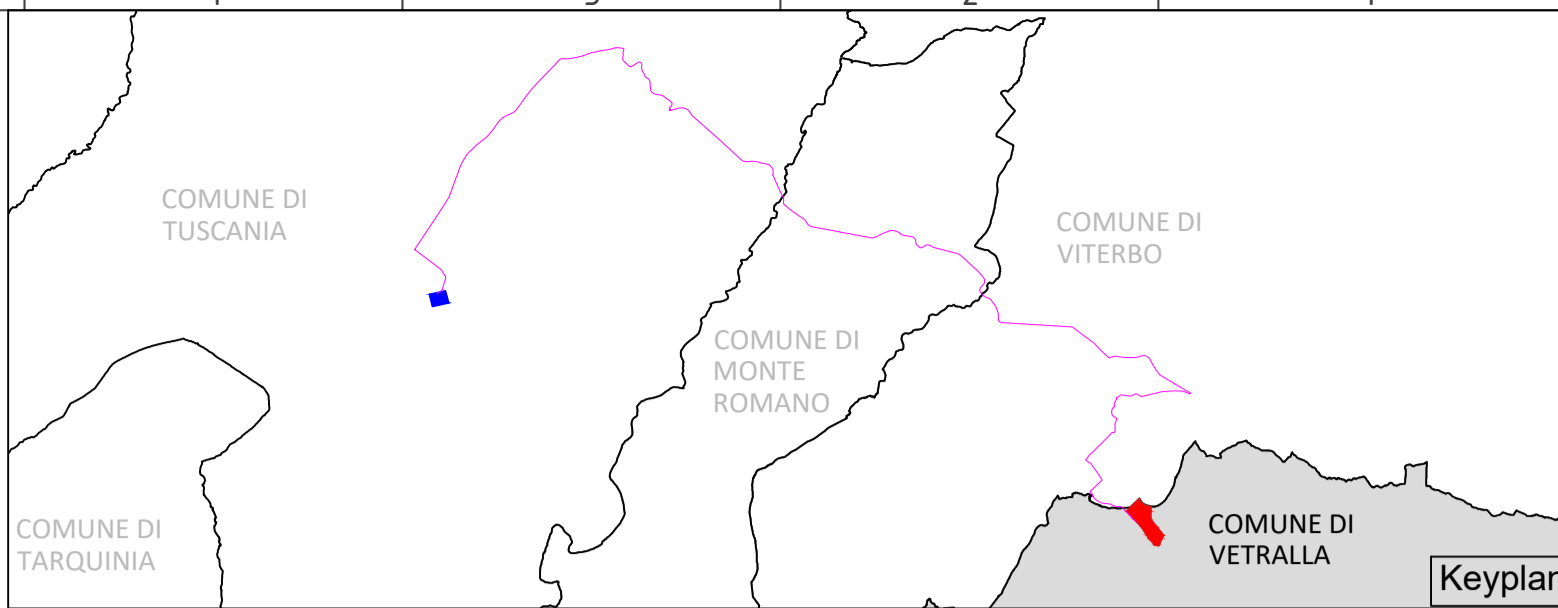 COMUNE DI
TUSCANIA
COMUNE DI
VITERBO
COMUNE DI
MONTE
ROMANO
COMUNE DI
TARQUINIA
COMUNE DI
VETRALLA
Keyplan